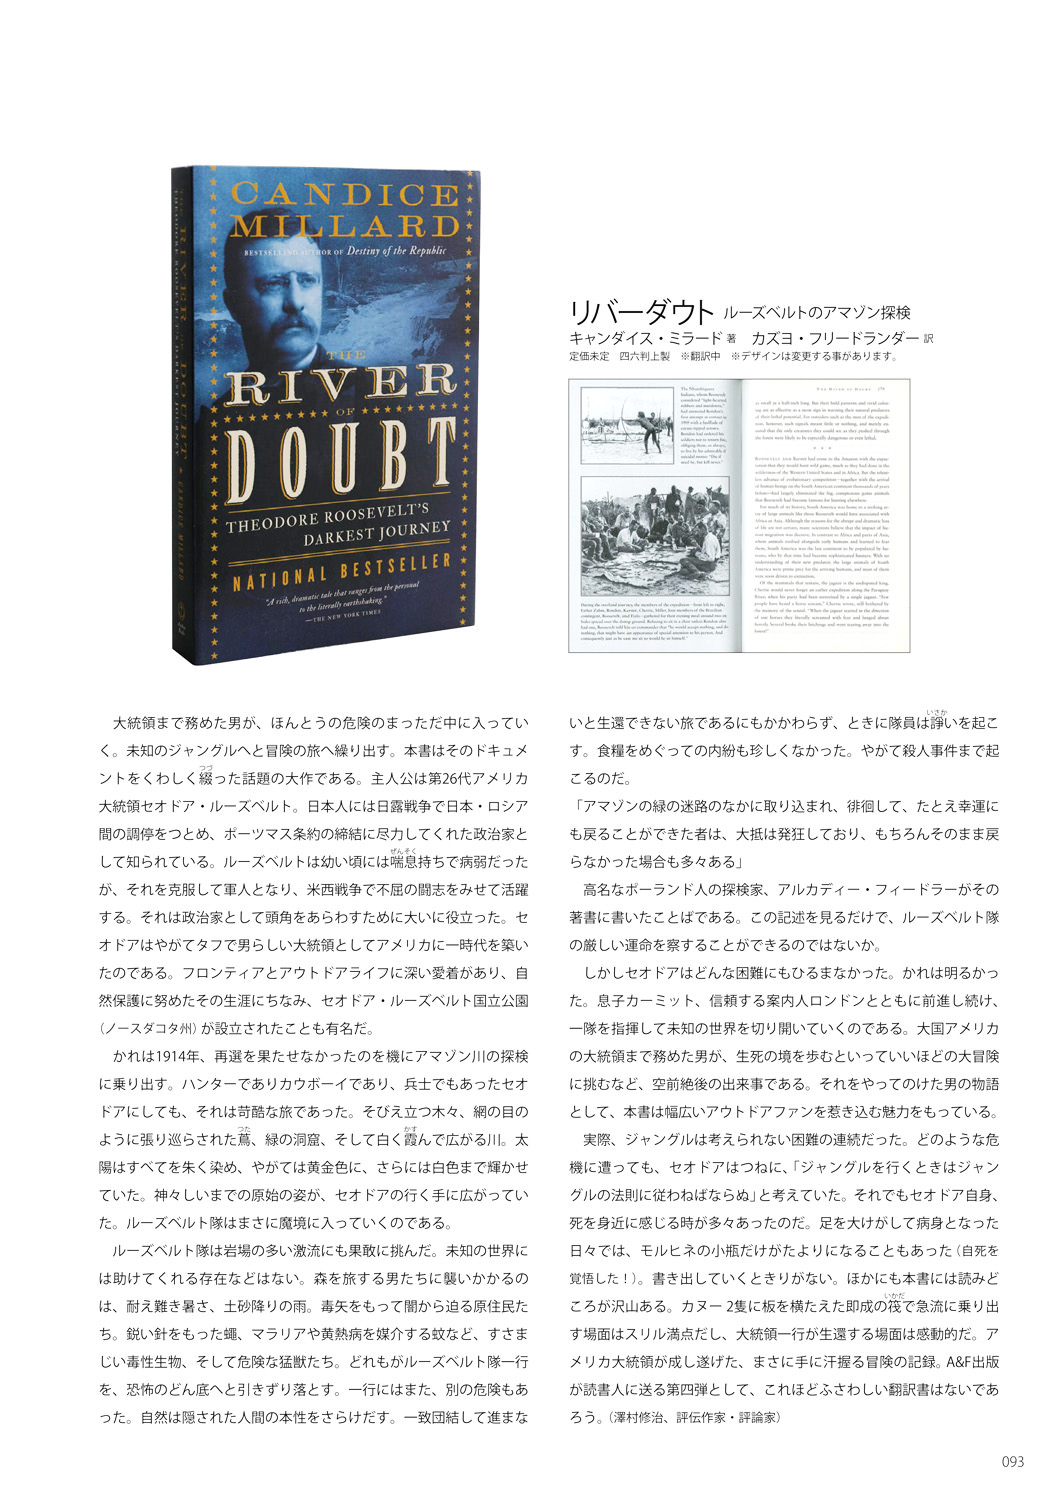 CANDICE
MILLARD
BESTSELLING AUTHOR OF Destiny of the Republic
THE
RIVER
OF
DOUBT
THEODORE ROOSEVELT'S
DARKEST JOURNEY
NATIONAL BESTSELLER
"A rich, dramatic tale that ranges from the personal
to the literally earthshaking."
—THE NEW YORK TIMES
リバーダウト ルーズベルトのアマゾン探検
キャンダイス・ミラード 著 カズヨ・フリードランダー 訳
定価未定 四六判上製 ※翻訳中 ※デザインは変更する事があります。
大統領まで務めた男が、ほんとうの危険のまっただ中に入ってい
く。未知のジャングルへと冒険の旅へ繰り出す。本書はそのドキュメ
ントをくわしく綴った話題の大作である。主人公は第26代アメリカ
大統領セオドア・ルーズベルト。日本人には日露戦争で日本・ロシア
間の調停をつとめ、ポーツマス条約の締結に尽力してくれた政治家と
して知られている。ルーズベルトは幼い頃には喘息持ちで病弱だった
が、それを克服して軍人となり、米西戦争で不屈の闘志をみせて活躍
する。それは政治家として頭角をあらわすために大いに役立った。セ
オドアはやがてタフで男らしい大統領としてアメリカに一時代を築い
たのである。フロンティアとアウトドアライフに深い愛着があり、自
然保護に努めたその生涯にちなみ、セオドア・ルーズベルト国立公園
（ノースダコタ州）が設立されたことも有名だ。
かれは1914年、再選を果たせなかったのを機にアマゾン川の探検
に乗り出す。ハンターでありカウボーイであり、兵士でもあったセオ
ドアにしても、それは苛酷な旅であった。そびえ立つ木々、網の目の
ように張り巡らされた蔦、緑の洞窟、そして白く霞んで広がる川。太
陽はすべてを朱く染め、やがては黄金色に、さらには白色まで輝かせ
ていた。神々しいまでの原始の姿が、セオドアの行く手に広がってい
た。ルーズベルト隊はまさに魔境に入っていくのである。
ルーズベルト隊は岩場の多い激流にも果敢に挑んだ。未知の世界に
は助けてくれる存在などはない。森を旅する男たちに襲いかかるの
は、耐え難き暑さ、土砂降りの雨。毒矢をもって闇から迫る原住民た
ち。鋭い針をもった蠅、マラリアや黄熱病を媒介する蚊など、すさま
じい毒性生物、そして危険な猛獣たち。どれもがルーズベルト隊一行
を、恐怖のどん底へと引きずり落とす。一行にはまた、別の危険もあ
った。自然は隠された人間の本性をさらけだす。一致団結して進まな
いと生還できない旅であるにもかかわらず、ときに隊員は諍いを起こ
す。食糧をめぐっての内紛も珍しくなかった。やがて殺人事件まで起
こるのだ。
「アマゾンの緑の迷路のなかに取り込まれ、徘徊して、たとえ幸運に
も戻ることができた者は、大抵は発狂しており、もちろんそのまま戻
らなかった場合も多々ある」
高名なポーランド人の探検家、アルカディー・フィードラーがその
著書に書いたことばである。この記述を見るだけで、ルーズベルト隊
の厳しい運命を察することができるのではないか。
しかしセオドアはどんな困難にもひるまなかった。かれは明るかっ
た。息子カーミット、信頼する案内人ロンドンとともに前進し続け、
一隊を指揮して未知の世界を切り開いていくのである。大国アメリカ
の大統領まで務めた男が、生死の境を歩むといっていいほどの大冒険
に挑むなど、空前絶後の出来事である。それをやってのけた男の物語
として、本書は幅広いアウトドアファンを惹き込む魅力をもっている。
実際、ジャングルは考えられない困難の連続だった。どのような危
機に遭っても、セオドアはつねに、「ジャングルを行くときはジャン
グルの法則に従わねばならぬ」と考えていた。それでもセオドア自身、
死を身近に感じる時が多々あったのだ。足を大けがして病身となった
日々では、モルヒネの小瓶だけがたよりになることもあった（自死を
覚悟した！）。書き出していくときりがない。ほかにも本書には読みど
ころが沢山ある。カヌー2隻に板を横たえた即成の筏で急流に乗り出
す場面はスリル満点だし、大統領一行が生還する場面は感動的だ。ア
メリカ大統領が成し遂げた、まさに手に汗握る冒険の記録。A&F出版
が読書人に送る第四弾として、これほどふさわしい翻訳書はないであ
ろう。（澤村修治、評伝作家・評論家）
093